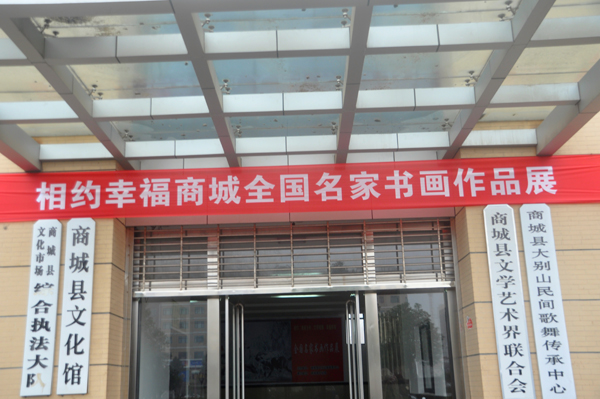 相约幸福商城全国名家书画作品展
商城县
文化市场
综合执法大队
商城县文化馆
商城县文学艺术界联合会
商城县大别山民间歌舞传承中心